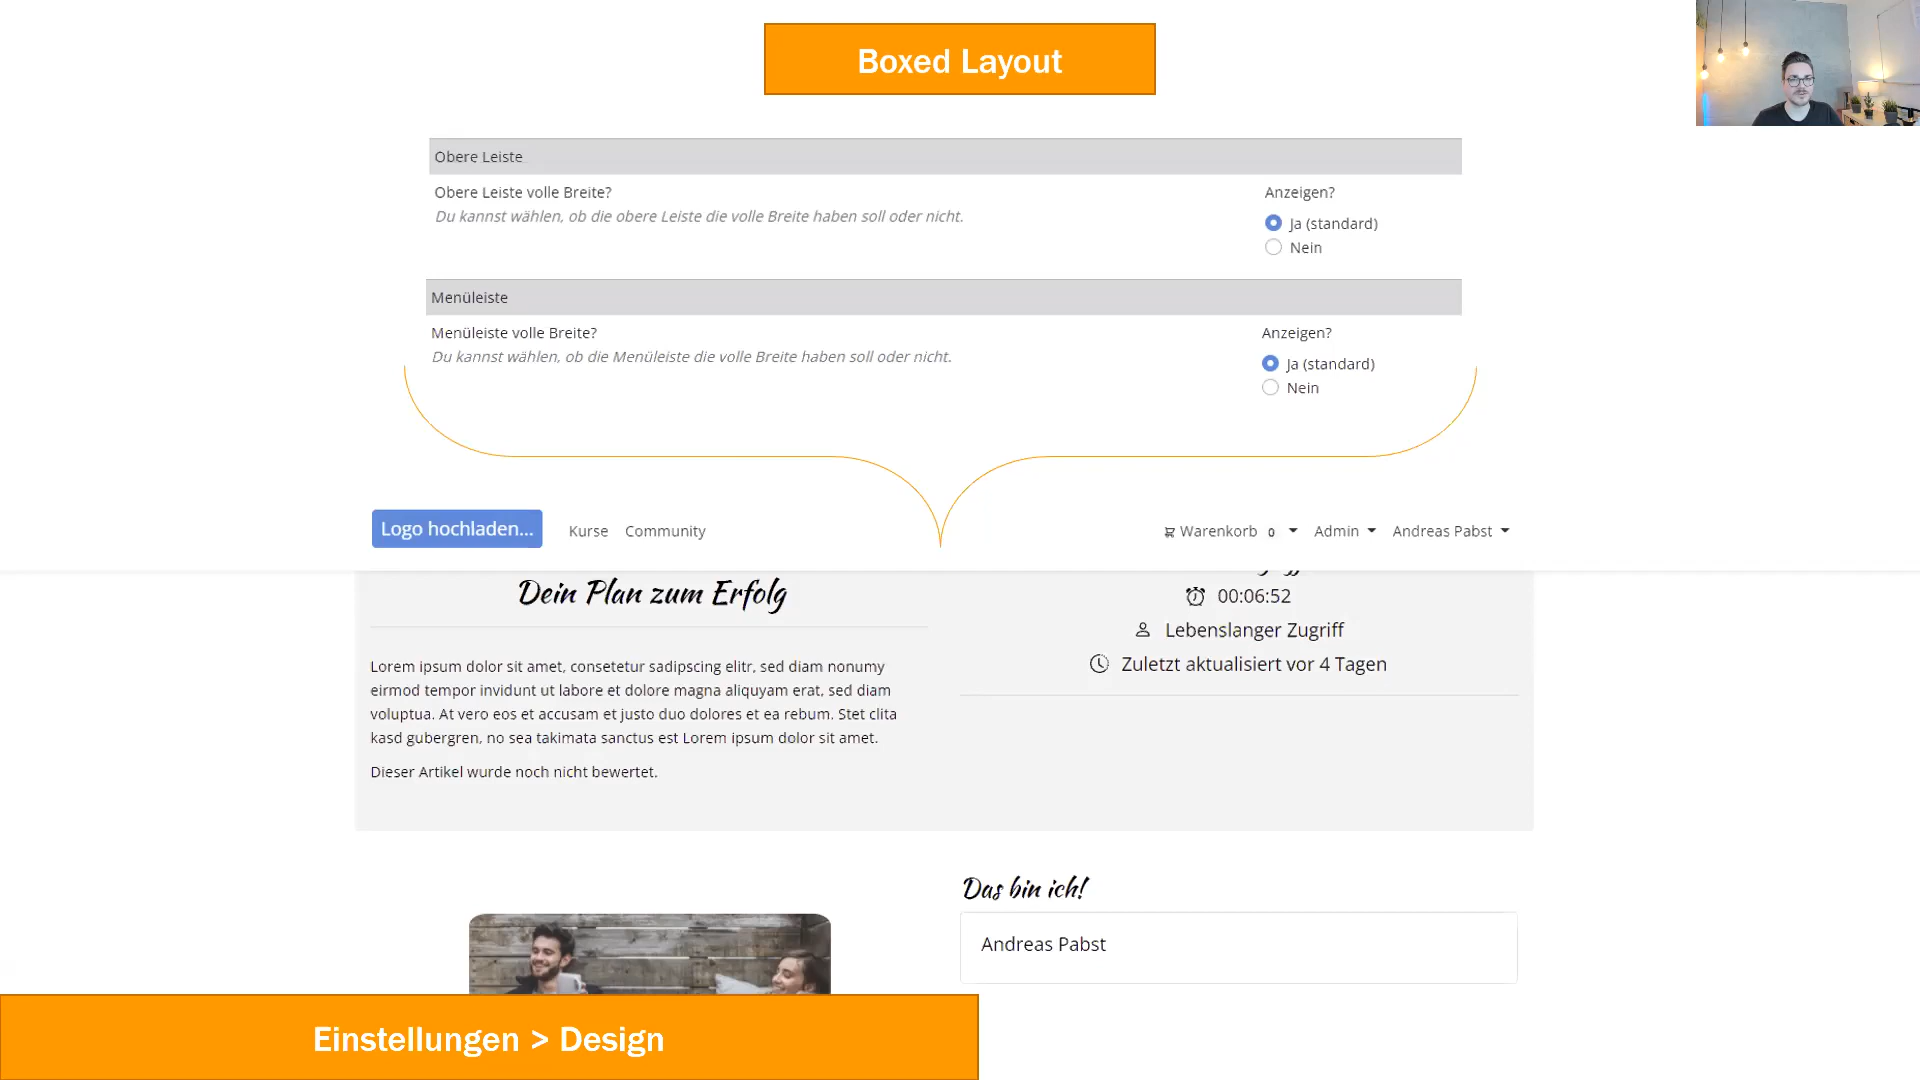 Boxed Layout
Obere Leiste
Obere Leiste volle Breite?
Du kannst wählen, ob die obere Leiste die volle Breite haben soll oder nicht.
Anzeigen?
Ja (standard)
Nein
Menüleiste
Menüleiste volle Breite?
Du kannst wählen, ob die Menüleiste die volle Breite haben soll oder nicht.
Anzeigen?
Ja (standard)
Nein
Logo hochladen... Kurse Community Warenkorb 0 Admin Andreas Pabst
Dein Plan zum Erfolg
Lorem ipsum dolor sit amet, consetetur sadipscing elitr, sed diam nonumy
eirmod tempor invidunt ut labore et dolore magna aliquyam erat, sed diam
voluptua. At vero eos et accusam et justo duo dolores et ea rebum. Stet clita
kasd gubergren, no sea takimata sanctus est Lorem ipsum dolor sit amet.
Dieser Artikel wurde noch nicht bewertet.
00:06:52
Lebenslanger Zugriff
Zuletzt aktualisiert vor 4 Tagen
Das bin ich!
Andreas Pabst
Einstellungen > Design